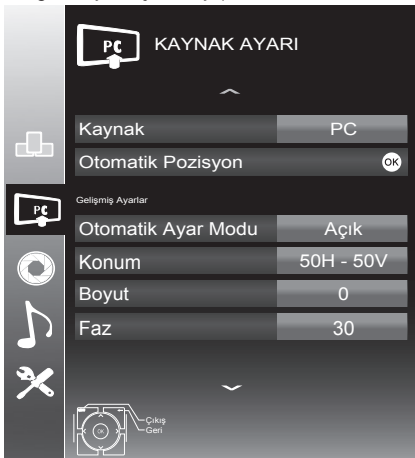 PC KAYNAK AYARI
Kaynak PC
Otomatik Pozisyon OK
PC
Gelişmiş Ayarlar
Otomatik Ayar Modu Açık
Konum 50H - 50V
Boyut 0
Faz 30
OK
Çıkış
Geri